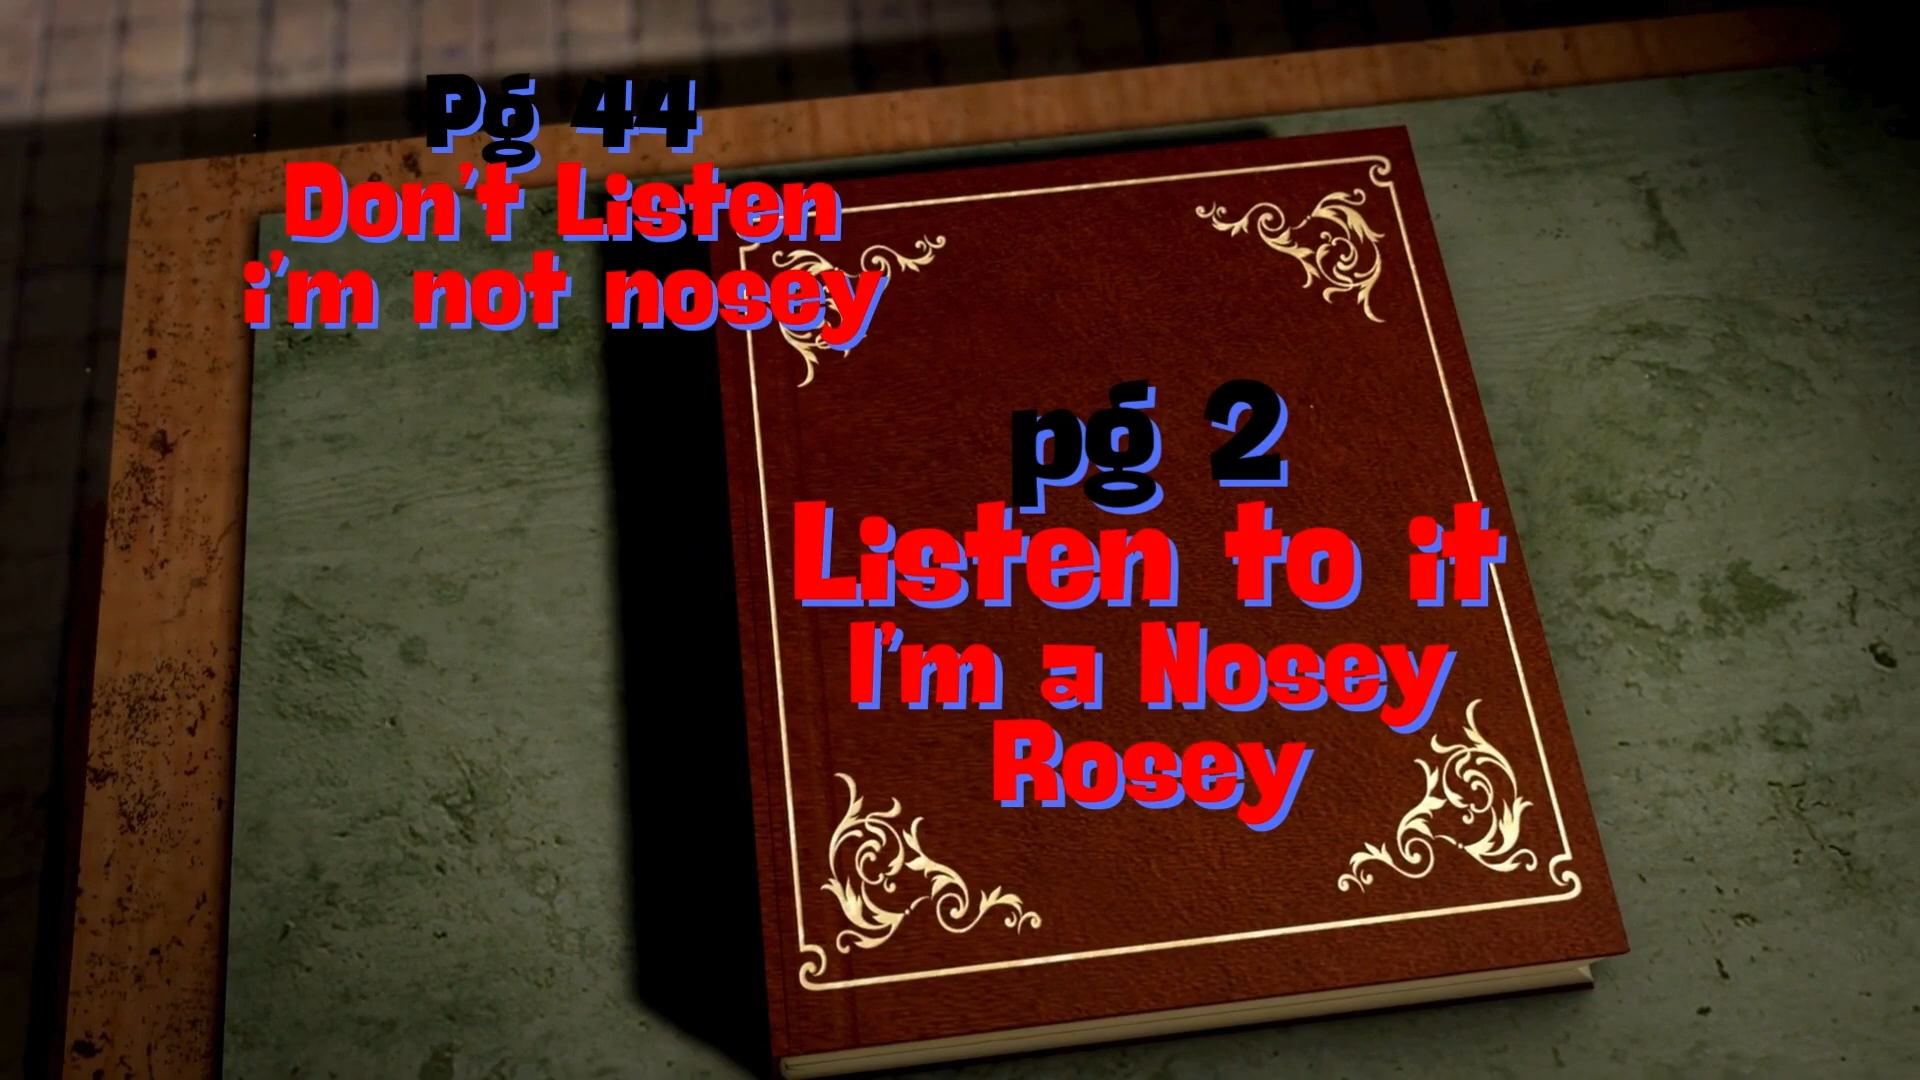 Pg 44
Don't Listen
i'm not nosey
pg 2
Listen to it
I'm a Nosey
Rosey